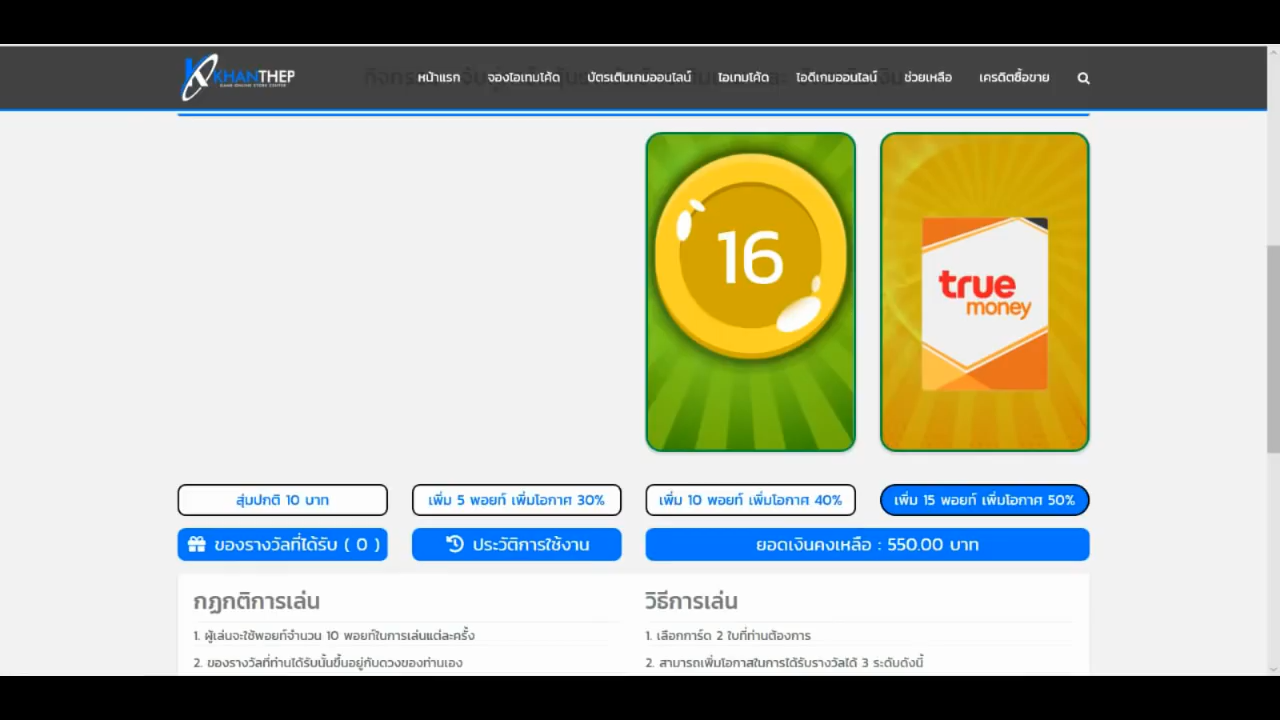 KHANTHEP
GAME ONLINE STORE CENTER
หน้าแรก จองไอเทมโค้ด บัตรเติมเกมออนไลน์ ไอเทมโค้ด ไอดีเกมออนไลน์ ช่วยเหลือ เครดิตซื้อขาย
16
true
money
สุ่มปกติ 10 บาท
เพิ่ม 5 พอยท์ เพิ่มโอกาศ 30%
เพิ่ม 10 พอยท์ เพิ่มโอกาศ 40%
เพิ่ม 15 พอยท์ เพิ่มโอกาศ 50%
ของรางวัลที่ได้รับ ( 0 )
ประวัติการใช้งาน
ยอดเงินคงเหลือ : 550.00 บาท
กฏกติการเล่น
1. ผู้เล่นจะใช้พอยท์จำนวน 10 พอยท์ในการเล่นแต่ละครั้ง
2. ของรางวัลที่ท่านได้รับนั้นขึ้นอยู่กับดวงของท่านเอง
วิธีการเล่น
1. เลือกการ์ด 2 ใบที่ท่านต้องการ
2. สามารถเพิ่มโอกาสในการได้รับรางวัลได้ 3 ระดับดังนี้